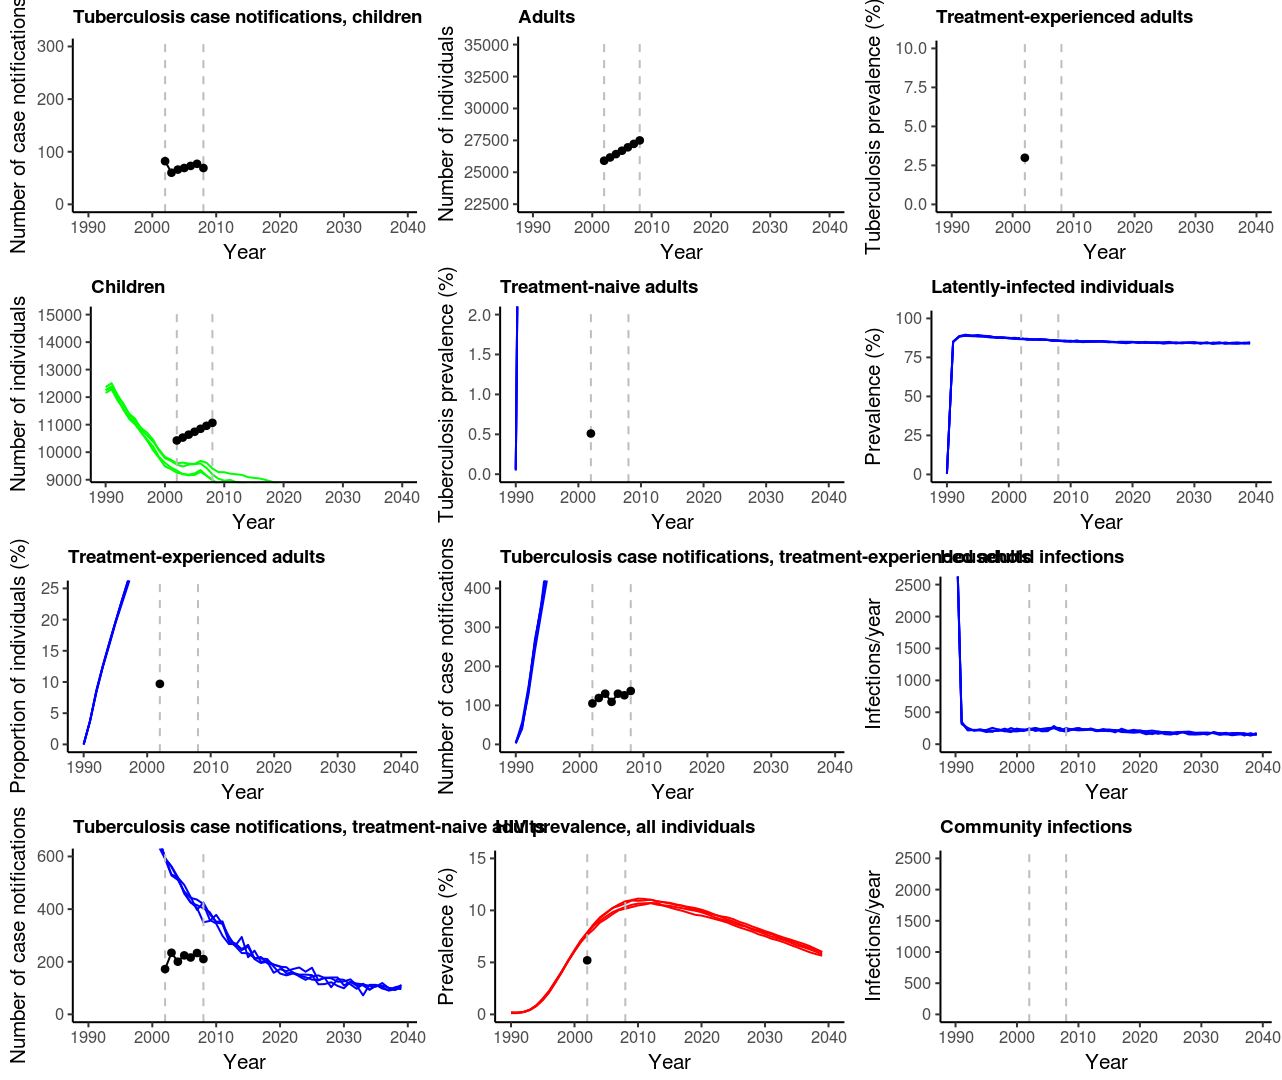 Tuberculosis case notifications, children
Number of case notifications
300
200
100
0
1990 2000 2010 2020 2030 2040
Year
Adults
Number of individuals
35000
32500
30000
27500
25000
22500
1990 2000 2010 2020 2030 2040
Year
Treatment-experienced adults
Tuberculosis prevalence (%)
10.0
7.5
5.0
2.5
0.0
1990 2000 2010 2020 2030 2040
Year
Children
Number of individuals
15000
14000
13000
12000
11000
10000
9000
1990 2000 2010 2020 2030 2040
Year
Treatment-naive adults
Tuberculosis prevalence (%)
2.0
1.5
1.0
0.5
0.0
1990 2000 2010 2020 2030 2040
Year
Latently-infected individuals
Prevalence (%)
100
75
50
25
0
1990 2000 2010 2020 2030 2040
Year
Treatment-experienced adults
Proportion of individuals (%)
25
20
15
10
5
0
1990 2000 2010 2020 2030 2040
Year
Tuberculosis case notifications, treatment-experienced adults
Number of case notifications
400
300
200
100
0
1990 2000 2010 2020 2030 2040
Year
Household infections
Infections/year
2500
2000
1500
1000
500
0
1990 2000 2010 2020 2030 2040
Year
Tuberculosis case notifications, treatment-naive adults
Number of case notifications
600
400
200
0
1990 2000 2010 2020 2030 2040
Year
HIV prevalence, all individuals
Prevalence (%)
15
10
5
0
1990 2000 2010 2020 2030 2040
Year
Community infections
Infections/year
2500
2000
1500
1000
500
0
1990 2000 2010 2020 2030 2040
Year